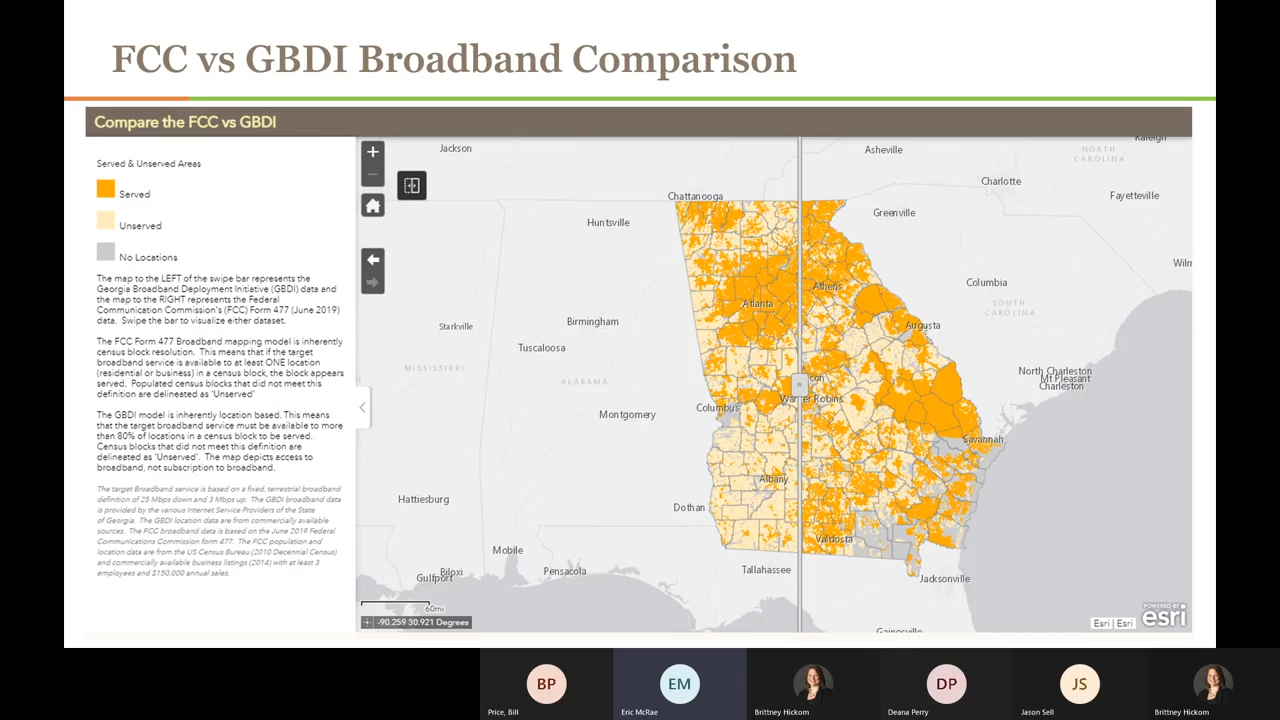 FCC vs GBDI Broadband Comparison
Compare the FCC vs GBDI
Served & Unserved Areas
Served
Unserved
No Locations
The map to the LEFT of the swipe bar represents the
Georgia Broadband Deployment Initiative (GBDI) data and
the map to the RIGHT represents the Federal
Communication Commission's (FCC) Form 477 (June 2019)
data. Swipe the bar to visualize either dataset.
The FCC Form 477 Broadband mapping model is inherently
census block resolution. This means that if the target
broadband service is available to at least ONE location
(residential or business) in a census block, the block appears
served. Populated census blocks that did not meet this
definition are delineated as 'Unserved'
The GBDI model is inherently location based. This means
that the target broadband service must be available to more
than 80% of locations in a census block to be served.
Census blocks that did not meet this definition are
delineated as 'Unserved'. The map depicts access to
broadband, not subscription to broadband.
The target Broadband service is based on a fixed, terrestrial broadband
definition of 25 Mbps down and 3 Mbps up. The GBDI broadband data
is provided by the various Internet Service Providers of the State
of Georgia. The GBDI location data are from commercially available
sources. The FCC broadband data is based on the June 2019 Federal
Communications Commission form 477. The FCC population and
location data are from the US Census Bureau (2010 Decennial Census)
and commercially available business listings (2014) with at least 3
employees and $150,000 annual sales.
Raleigh
Jackson
Asheville
NORTH
CAROLINA
Charlotte
Chattanooga
Fayetteville
Huntsville
Greenville
Wilm
Atlanta
Athens
Columbia
SOUTH
CAROLINA
Starkville
Birmingham
Augusta
Tuscaloosa
MISSISSIPPI
ALABAMA
con
North Charleston
Mt Pleasant
Charleston
Warner Robins
Columbus
Montgomery
Savannah
Albany
Hattiesburg
Dothan
Valdosta
Mobile
Biloxi
Gulfport
Pensacola
Tallahassee
Jacksonville
60mi
-90.259 30.921 Degrees
Gainesville
Esri | Esri
POWERED BY
esri
BP
EM
DP
JS
Price, Bill
Eric McRae
Brittney Hickom
Deana Perry
Jason Sell
Brittney Hickom